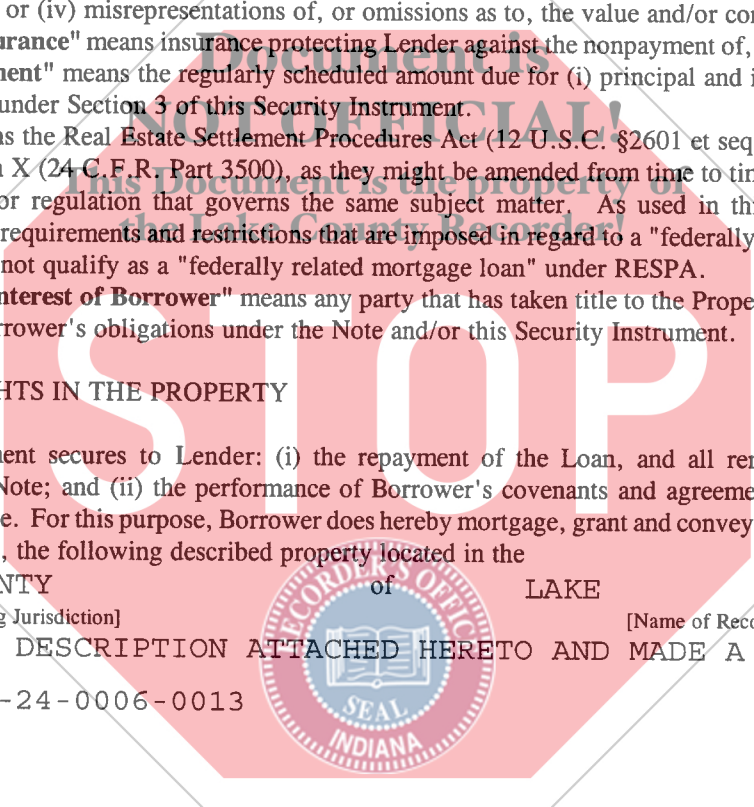 or (iv) misrepresentations of, or omissions as to, the value and/or co
urance" means insurance protecting Lender against the nonpayment of,
ment" means the regularly scheduled amount due for (i) principal and i
under Section 3 of this Security Instrument.
ns the Real Estate Settlement Procedures Act (12 U.S.C. §2601 et seq
n X (24 C.F.R. Part 3500), as they might be amended from time to tim
or regulation that governs the same subject matter. As used in thi
requirements and restrictions that are imposed in regard to a "federally
not qualify as a "federally related mortgage loan" under RESPA.
nterest of Borrower" means any party that has taken title to the Prope
rrower's obligations under the Note and/or this Security Instrument.
HTS IN THE PROPERTY
ent secures to Lender: (i) the repayment of the Loan, and all ren
Note; and (ii) the performance of Borrower's covenants and agreeme
e. For this purpose, Borrower does hereby mortgage, grant and convey
, the following described property located in the
NTY of LAKE
g Jurisdiction] [Name of Reco
DESCRIPTION ATTACHED HERETO AND MADE A
-24-0006-0013
Document is
NOT OFFICIAL!
This Document is the property of
the Lake County Recorder!
STOP
RECORDER'S OFFICE
SEAL
INDIANA